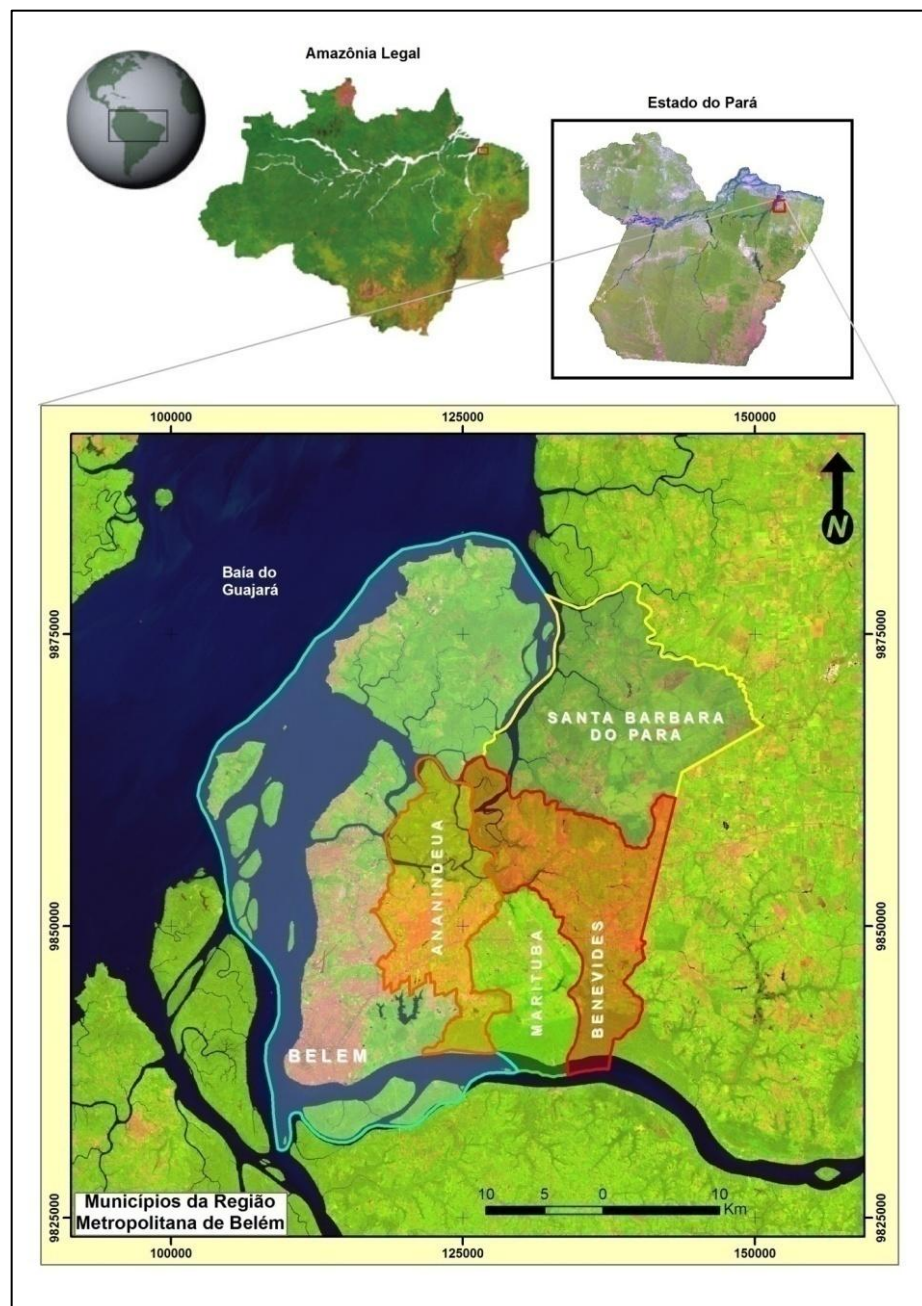 Amazônia Legal
Estado do Pará
100000
125000
150000
N
Baía do
Guajará
9875000
9875000
SANTA BARBARA
DO PARA
ANANINDEUA
9850000
9850000
MARITUBA
BENEVIDES
BELEM
10
5
0
10
Km
Municípios da Região
Metropolitana de Belém
9825000
9825000
100000
125000
150000